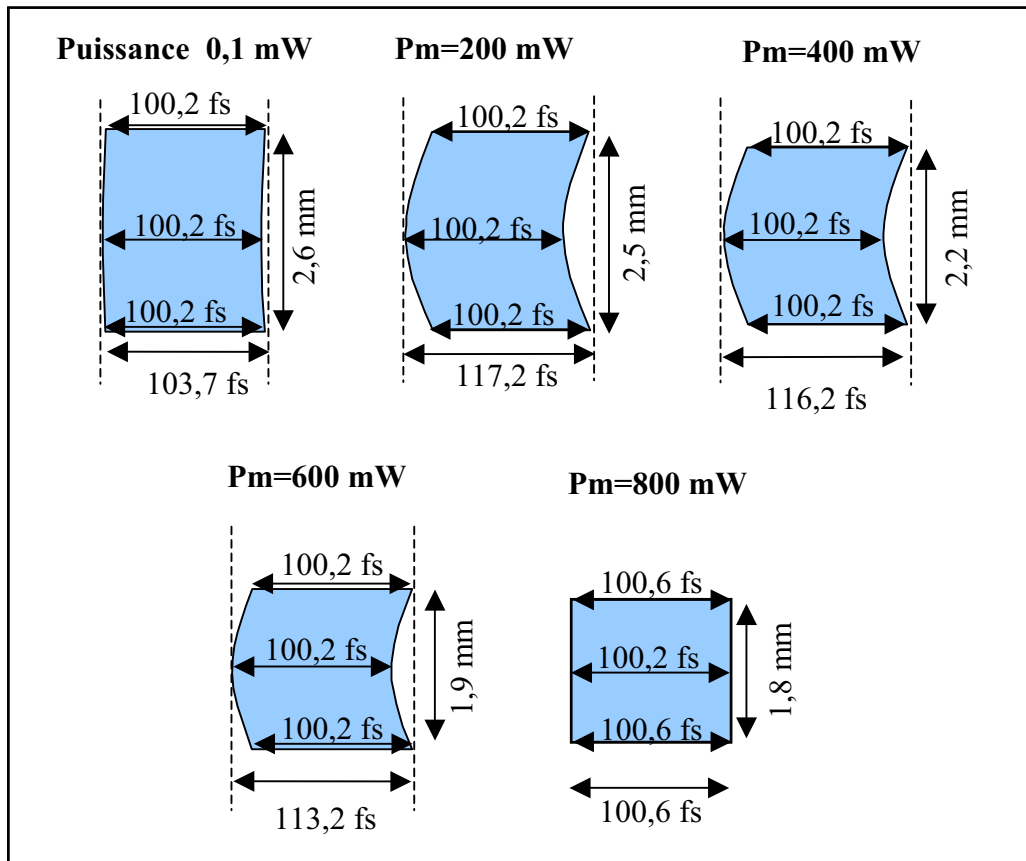 Puissance 0,1 mW
100,2 fs
100,2 fs
100,2 fs
2,6 mm
103,7 fs
Pm=200 mW
100,2 fs
100,2 fs
100,2 fs
2,5 mm
117,2 fs
Pm=400 mW
100,2 fs
100,2 fs
100,2 fs
2,2 mm
116,2 fs
Pm=600 mW
100,2 fs
100,2 fs
100,2 fs
1,9 mm
113,2 fs
Pm=800 mW
100,6 fs
100,2 fs
100,6 fs
1,8 mm
100,6 fs